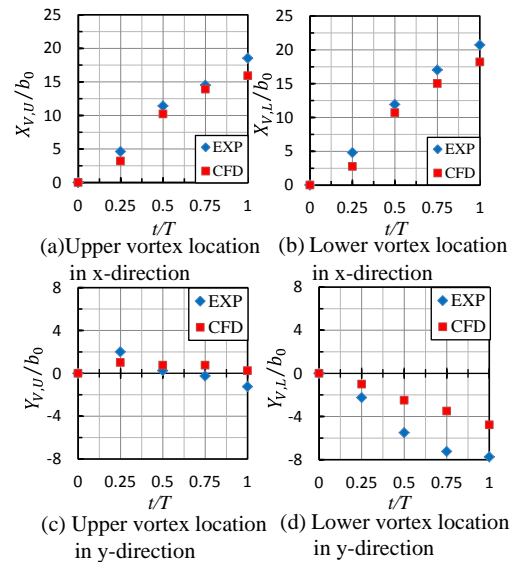 25
20
15
10
5
0
X_{V,U}/b_0
EXP
CFD
0 0.25 0.5 0.75 1
t/T
(a)Upper vortex location
in x-direction
25
20
15
10
5
0
X_{V,L}/b_0
EXP
CFD
0 0.25 0.5 0.75 1
t/T
(b) Lower vortex location
in x-direction
8
4
0
-4
-8
Y_{V,U}/b_0
EXP
CFD
0 0.25 0.5 0.75 1
t/T
(c) Upper vortex location
in y-direction
8
4
0
-4
-8
Y_{V,L}/b_0
EXP
CFD
0 0.25 0.5 0.75 1
t/T
(d) Lower vortex location
in y-direction